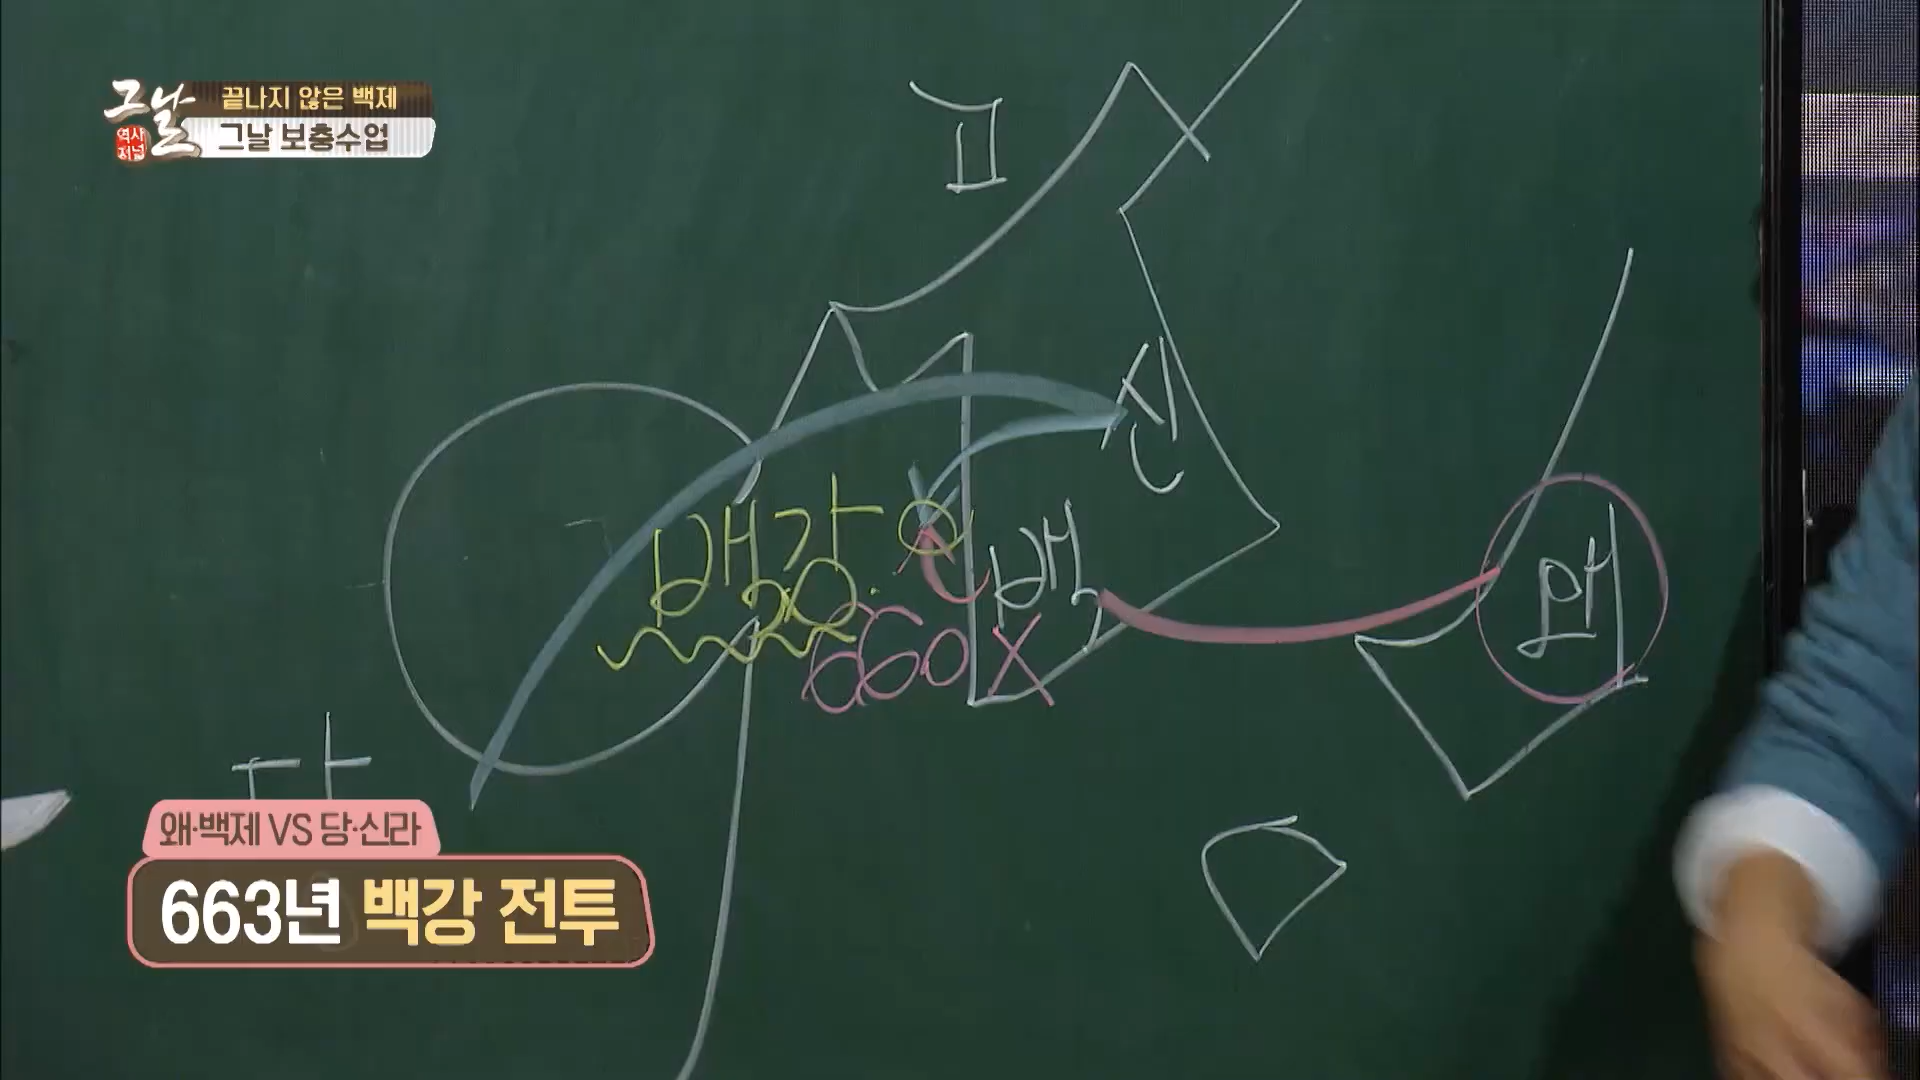 그날
역사
저널
끝나지 않은 백제
그날 보충수업
고
신
백강
백
660 X
왜
당
왜·백제 VS 당·신라
663년 백강 전투